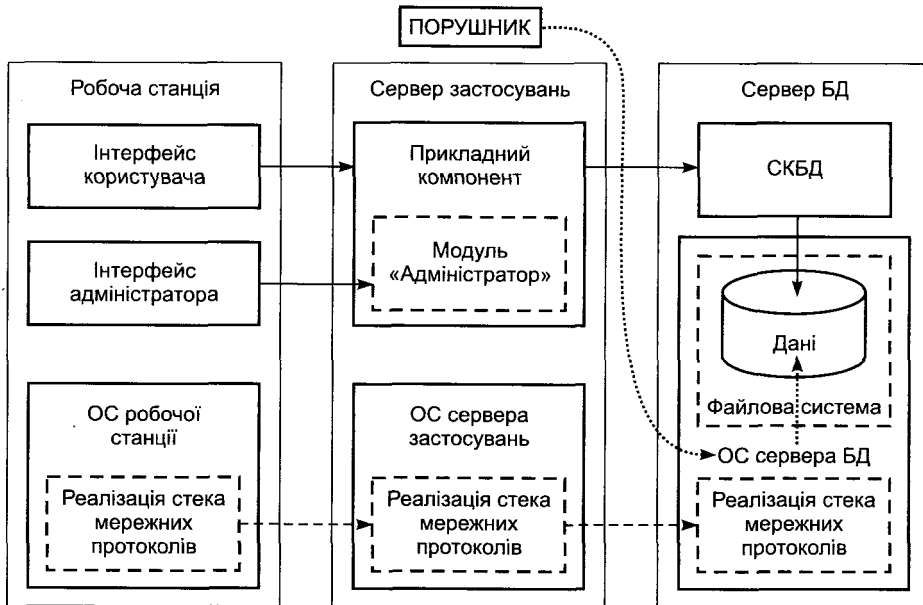 ПОРУШНИК
Робоча станція
Інтерфейс
користувача
Інтерфейс
адміністратора
ОС робочої
станції
Реалізація стека
мережних
протоколів
Сервер застосувань
Прикладний
компонент
Модуль
«Адміністратор»
ОС сервера
застосувань
Реалізація стека
мережних
протоколів
Сервер БД
СКБД
Дані
Файлова система
ОС сервера БД
Реалізація стека
мережних
протоколів